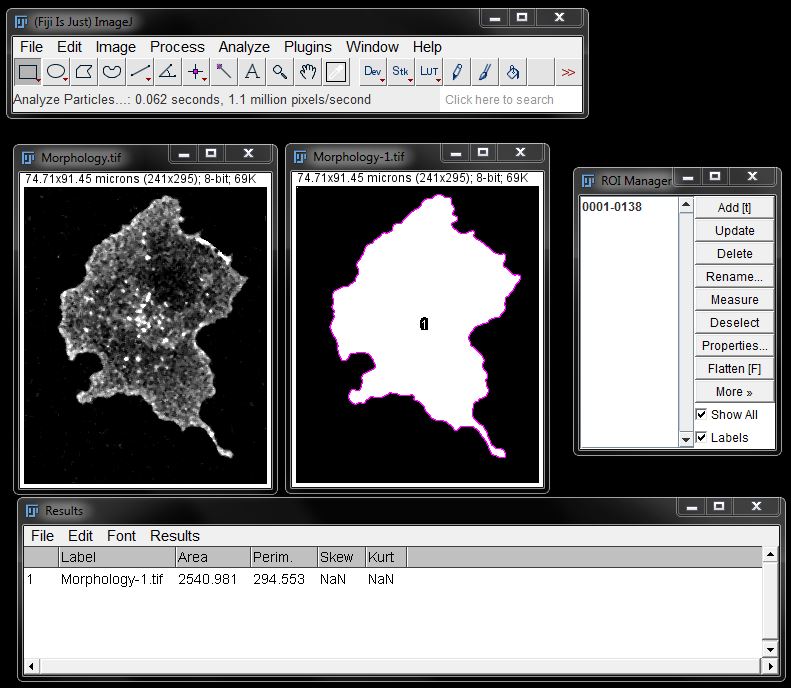 (Fiji Is Just) ImageJ
File Edit Image Process Analyze Plugins Window Help
A Dev Stk LUT >>
Analyze Particles...: 0.062 seconds, 1.1 million pixels/second Click here to search
Morphology.tif
74.71x91.45 microns (241x295); 8-bit; 69K
Morphology-1.tif
74.71x91.45 microns (241x295); 8-bit; 69K
1
ROI Manager
0001-0138
Add [t]
Update
Delete
Rename...
Measure
Deselect
Properties...
Flatten [F]
More »
Show All
Labels
Results
File Edit Font Results
Label Area Perim. Skew Kurt
1 Morphology-1.tif 2540.981 294.553 NaN NaN